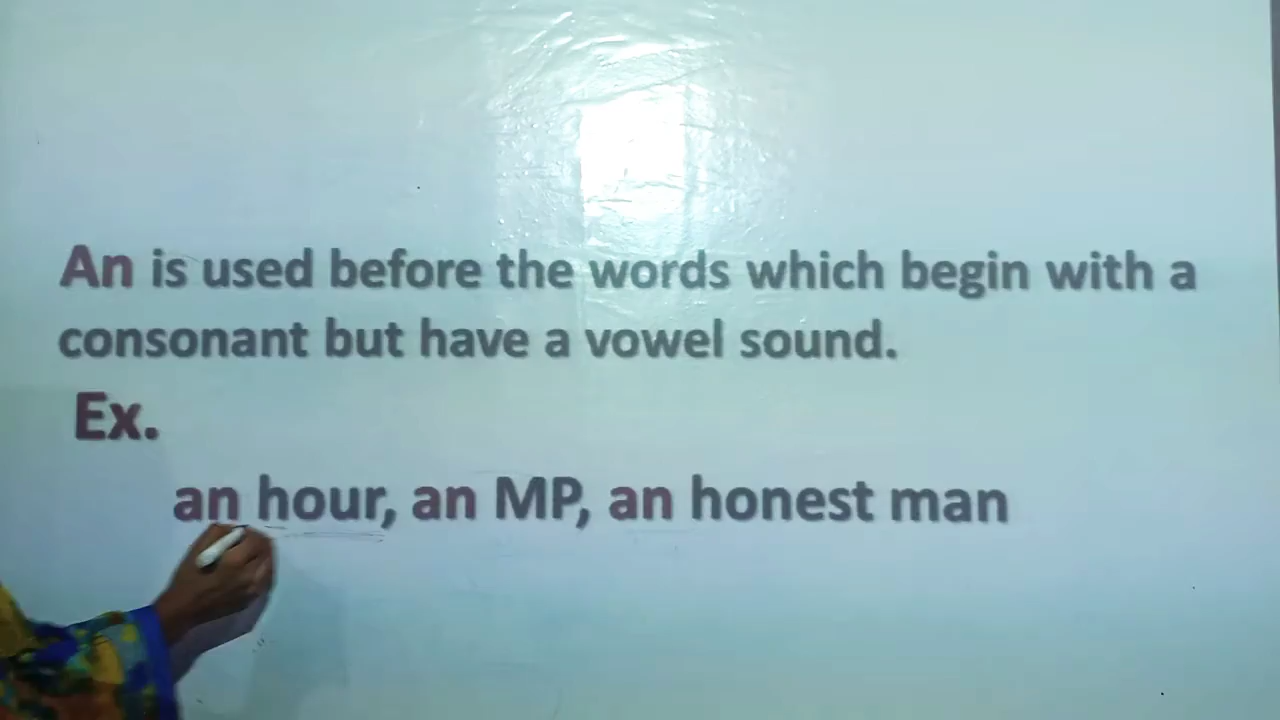 An is used before the words which begin with a
consonant but have a vowel sound.
Ex.
an hour, an MP, an honest man